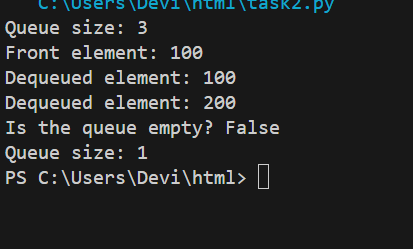 C:\Users\Devi\html\task2.py
Queue size: 3
Front element: 100
Dequeued element: 100
Dequeued element: 200
Is the queue empty? False
Queue size: 1
PS C:\Users\Devi\html>